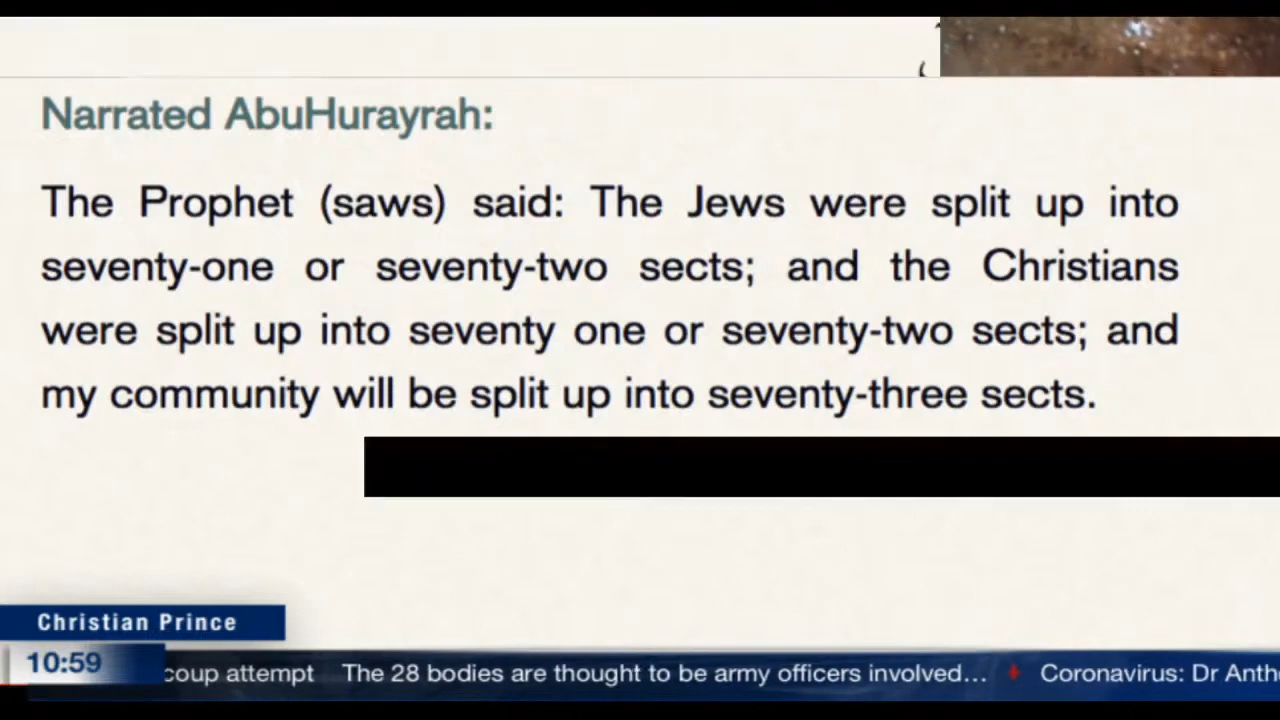 Narrated AbuHurayrah:
The Prophet (saws) said: The Jews were split up into
seventy-one or seventy-two sects; and the Christians
were split up into seventy one or seventy-two sects; and
my community will be split up into seventy-three sects.
Christian Prince
10:59
coup attempt The 28 bodies are thought to be army officers involved... Coronavirus: Dr Anth